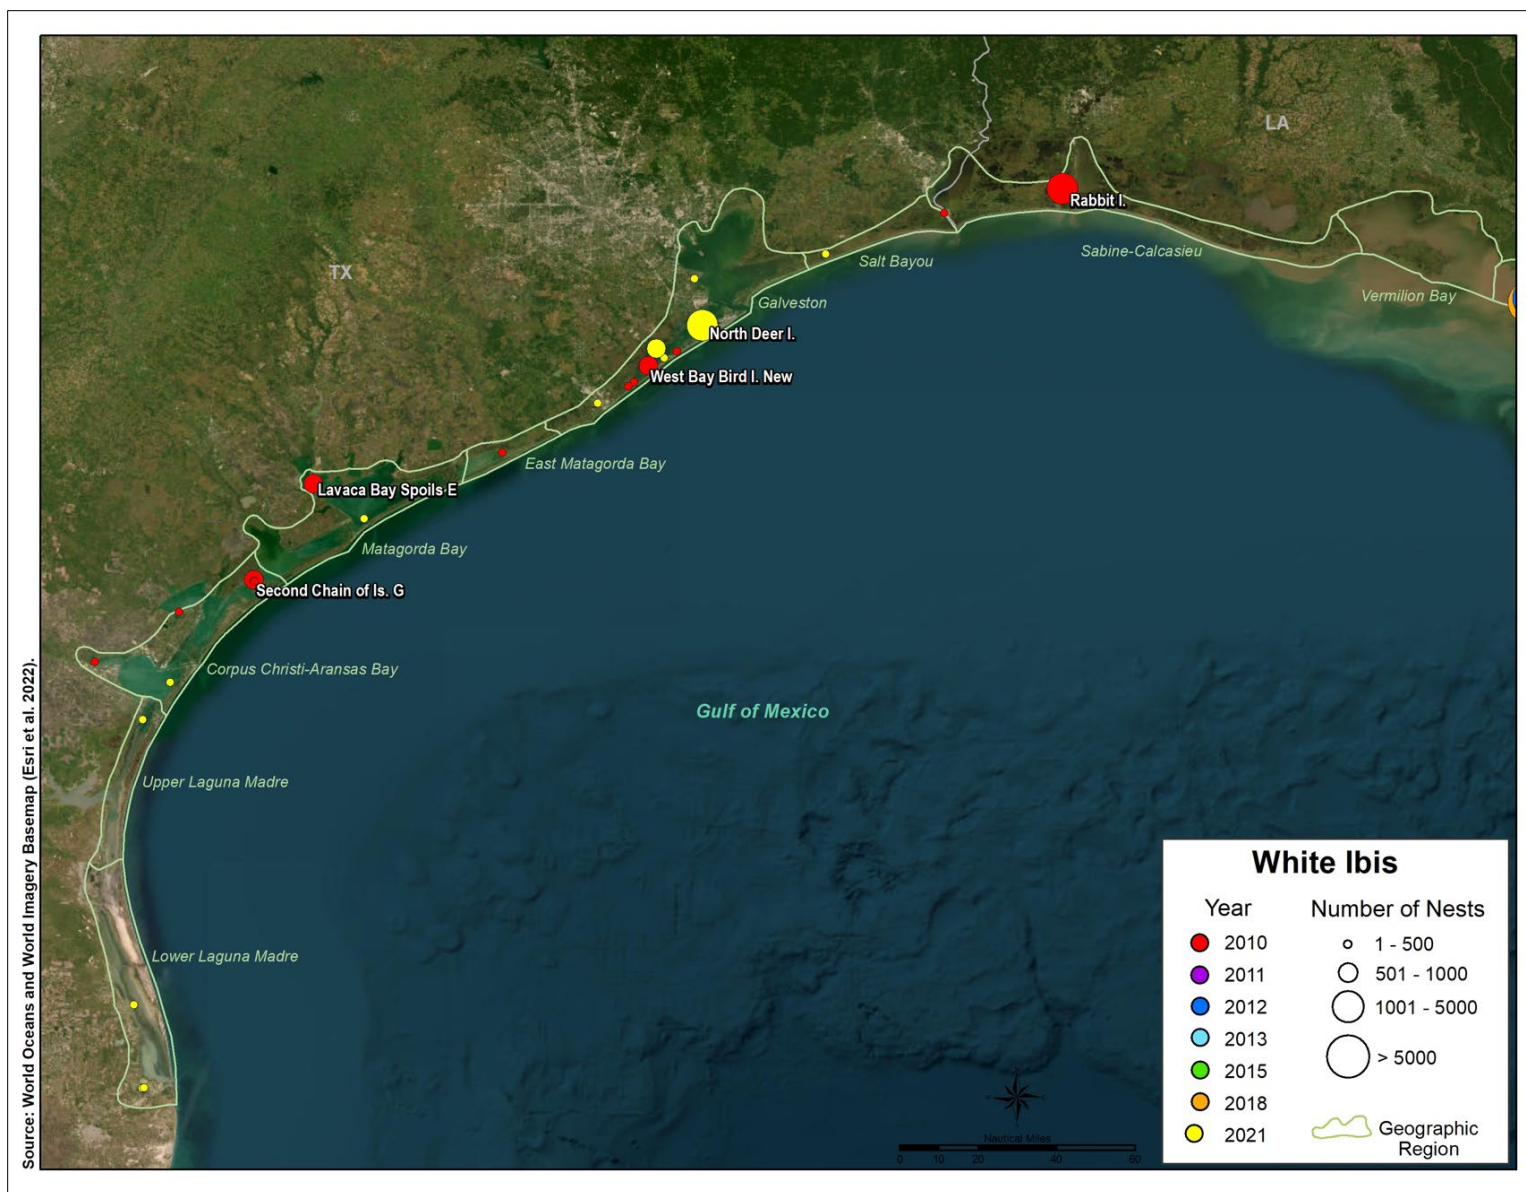 LA
TX
Rabbit I.
Sabine-Calcasieu
Salt Bayou
Vermilion Bay
Galveston
North Deer I.
West Bay Bird I. New
East Matagorda Bay
Lavaca Bay Spoils E
Matagorda Bay
Second Chain of Is. G
Corpus Christi-Aransas Bay
Gulf of Mexico
Upper Laguna Madre
Lower Laguna Madre
Source: World Oceans and World Imagery Basemap (Esri et al. 2022).
White Ibis
Year
2010
2011
2012
2013
2015
2018
2021
Number of Nests
1 - 500
501 - 1000
1001 - 5000
> 5000
Geographic
Region
Nautical Miles
0 10 20 40 60